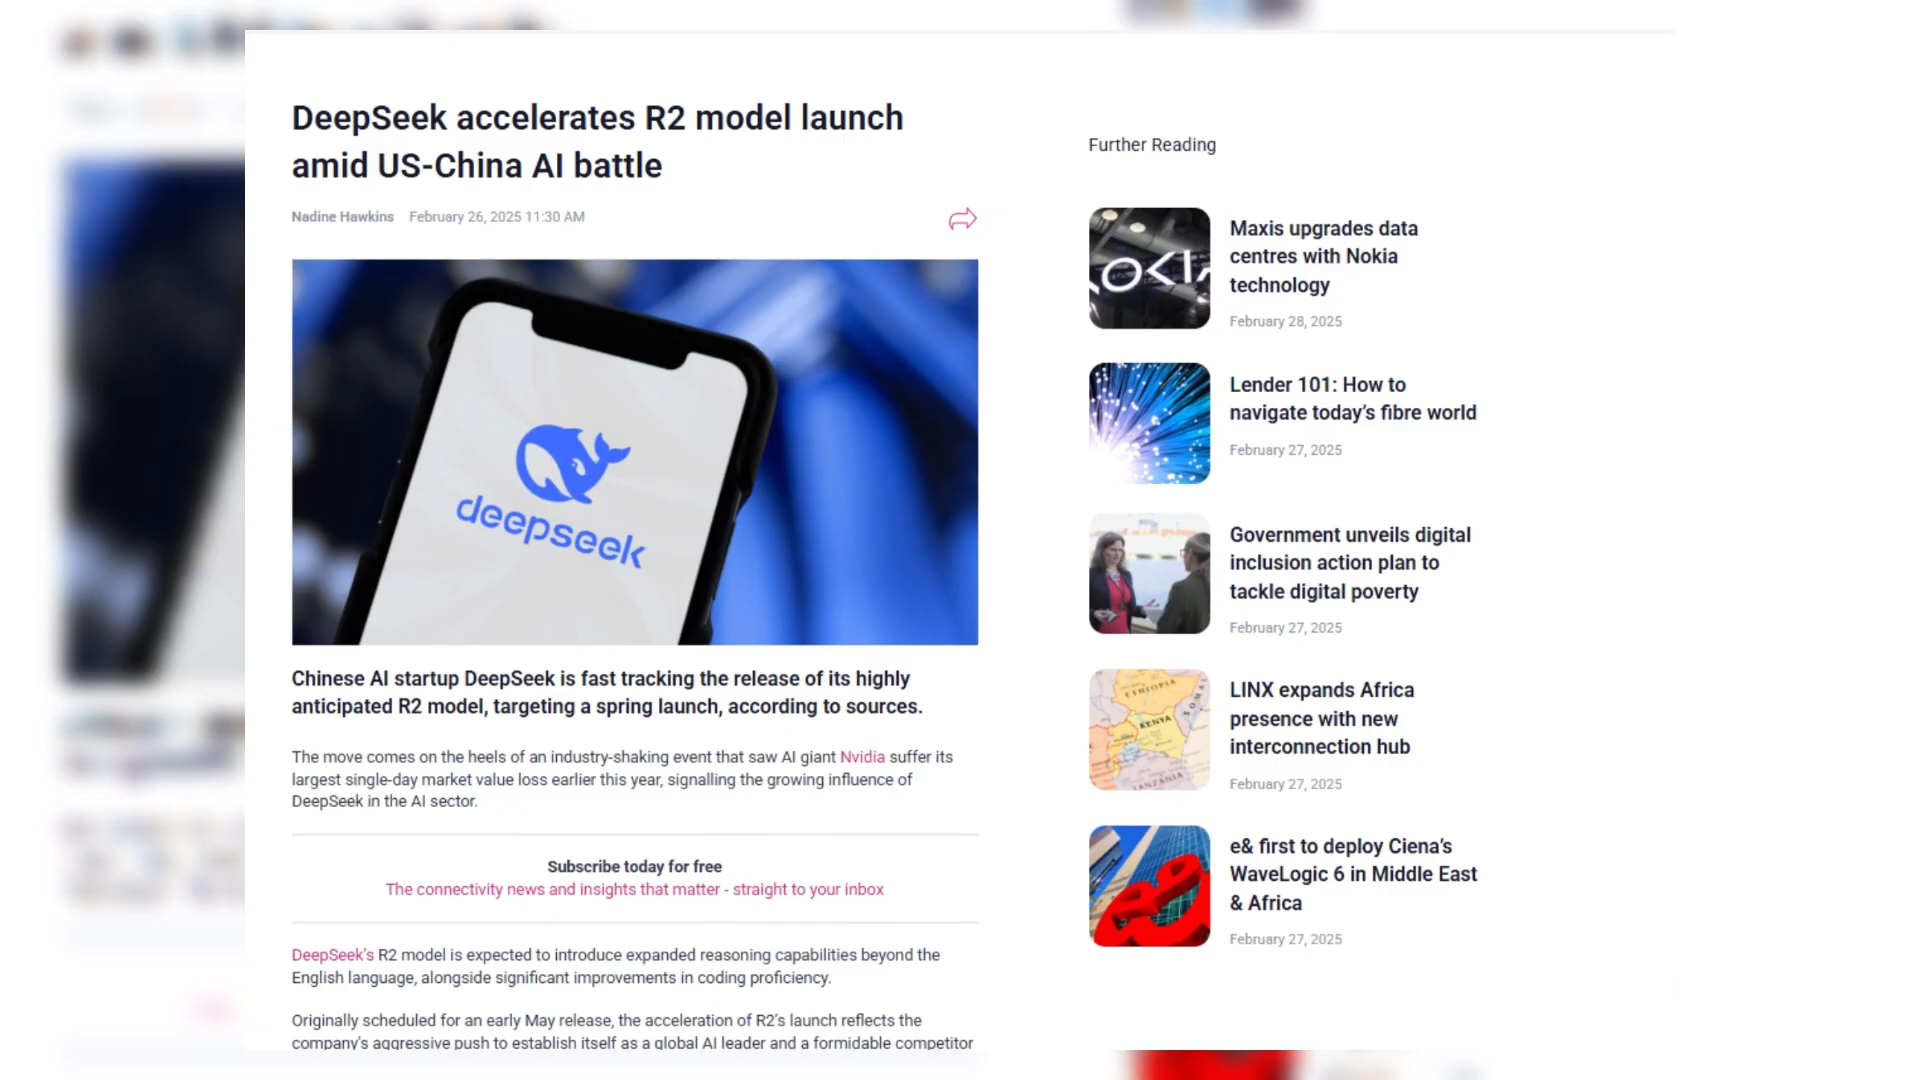 DeepSeek accelerates R2 model launch
amid US-China AI battle
Nadine Hawkins February 26, 2025 11:30 AM
deepseek
Chinese AI startup DeepSeek is fast tracking the release of its highly
anticipated R2 model, targeting a spring launch, according to sources.
The move comes on the heels of an industry-shaking event that saw AI giant Nvidia suffer its
largest single-day market value loss earlier this year, signalling the growing influence of
DeepSeek in the AI sector.
Subscribe today for free
The connectivity news and insights that matter - straight to your inbox
DeepSeek's R2 model is expected to introduce expanded reasoning capabilities beyond the
English language, alongside significant improvements in coding proficiency.
Originally scheduled for an early May release, the acceleration of R2's launch reflects the
company's aggressive push to establish itself as a global AI leader and a formidable competitor
Further Reading
Maxis upgrades data
centres with Nokia
technology
February 28, 2025
Lender 101: How to
navigate today's fibre world
February 27, 2025
Government unveils digital
inclusion action plan to
tackle digital poverty
February 27, 2025
ETHIOPIA
KENYA
TANZANIA
LINX expands Africa
presence with new
interconnection hub
February 27, 2025
e& first to deploy Ciena's
WaveLogic 6 in Middle East
& Africa
February 27, 2025